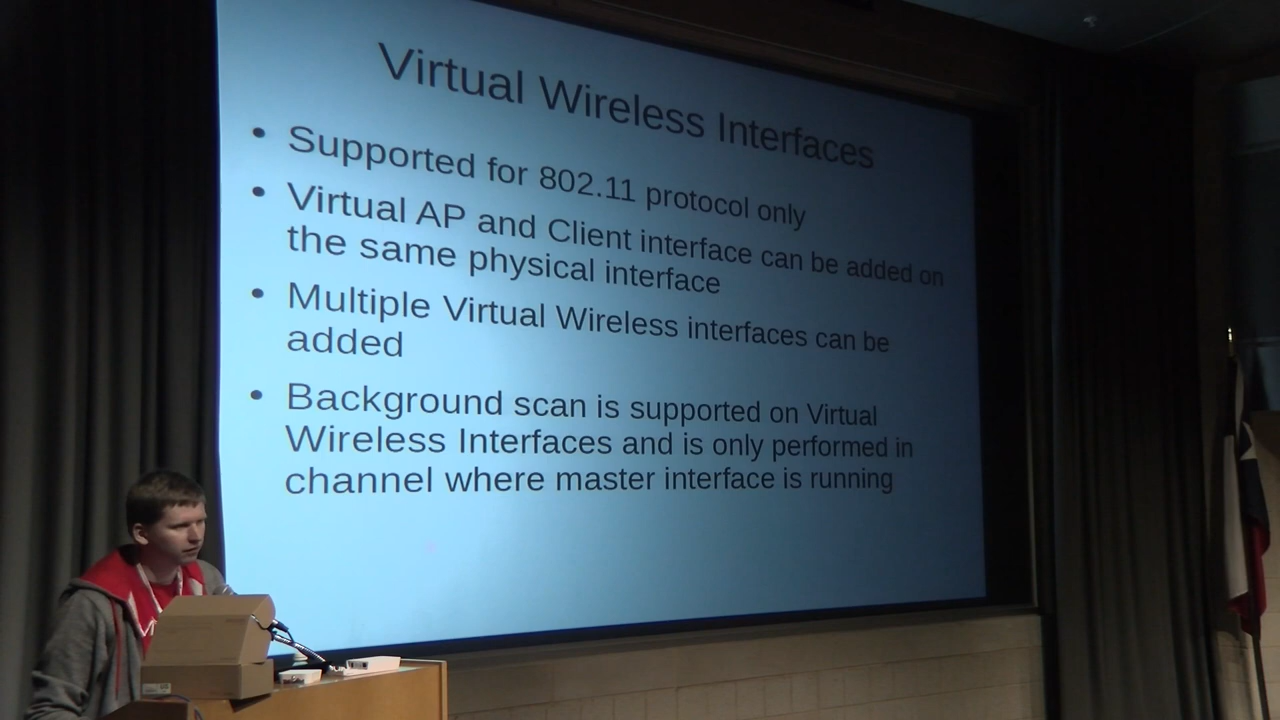 Virtual Wireless Interfaces
• Supported for 802.11 protocol only
• Virtual AP and Client interface can be added on
the same physical interface
• Multiple Virtual Wireless interfaces can be
added
• Background scan is supported on Virtual
Wireless Interfaces and is only performed in
channel where master interface is running